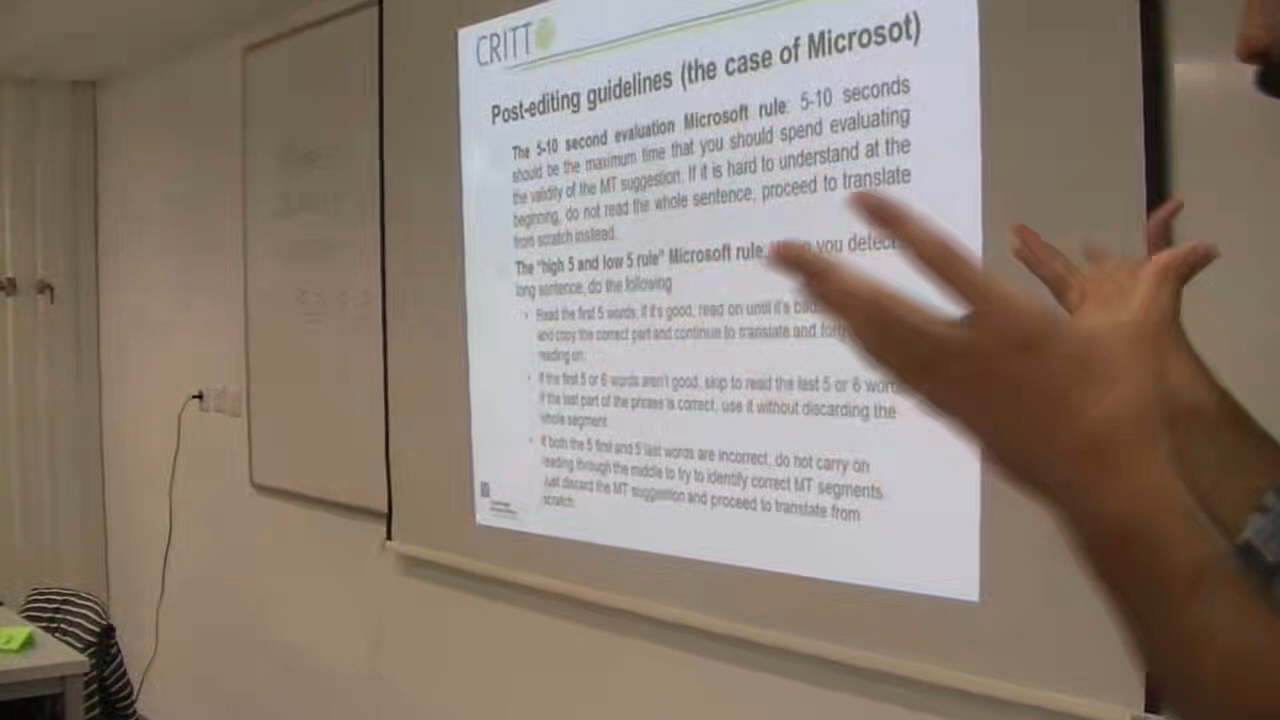 CRITT
Post-editing guidelines (the case of Microsot)
The 5-10 second evaluation Microsoft rule: 5-10 seconds
should be the maximum time that you should spend evaluating
the validity of the MT suggestion. If it is hard to understand at the
beginning, do not read the whole sentence, proceed to translate
from scratch instead.
The "high 5 and low 5 rule" Microsoft rule. you detect
long sentence, do the following
Read the first 5 words. If it's good, read on until it's bad
and copy the correct part and continue to translate and
reading on.
If the first 5 or 6 words aren't good, skip to read the last 5 or 6
If the last part of the phrase is correct, use it without discarding the
whole segment
If both the 5 first and 5 last words are incorrect, do not carry on
reading through the middle to try to identify correct MT segments.
Just discard the MT suggestion and proceed to translate from
scratch.